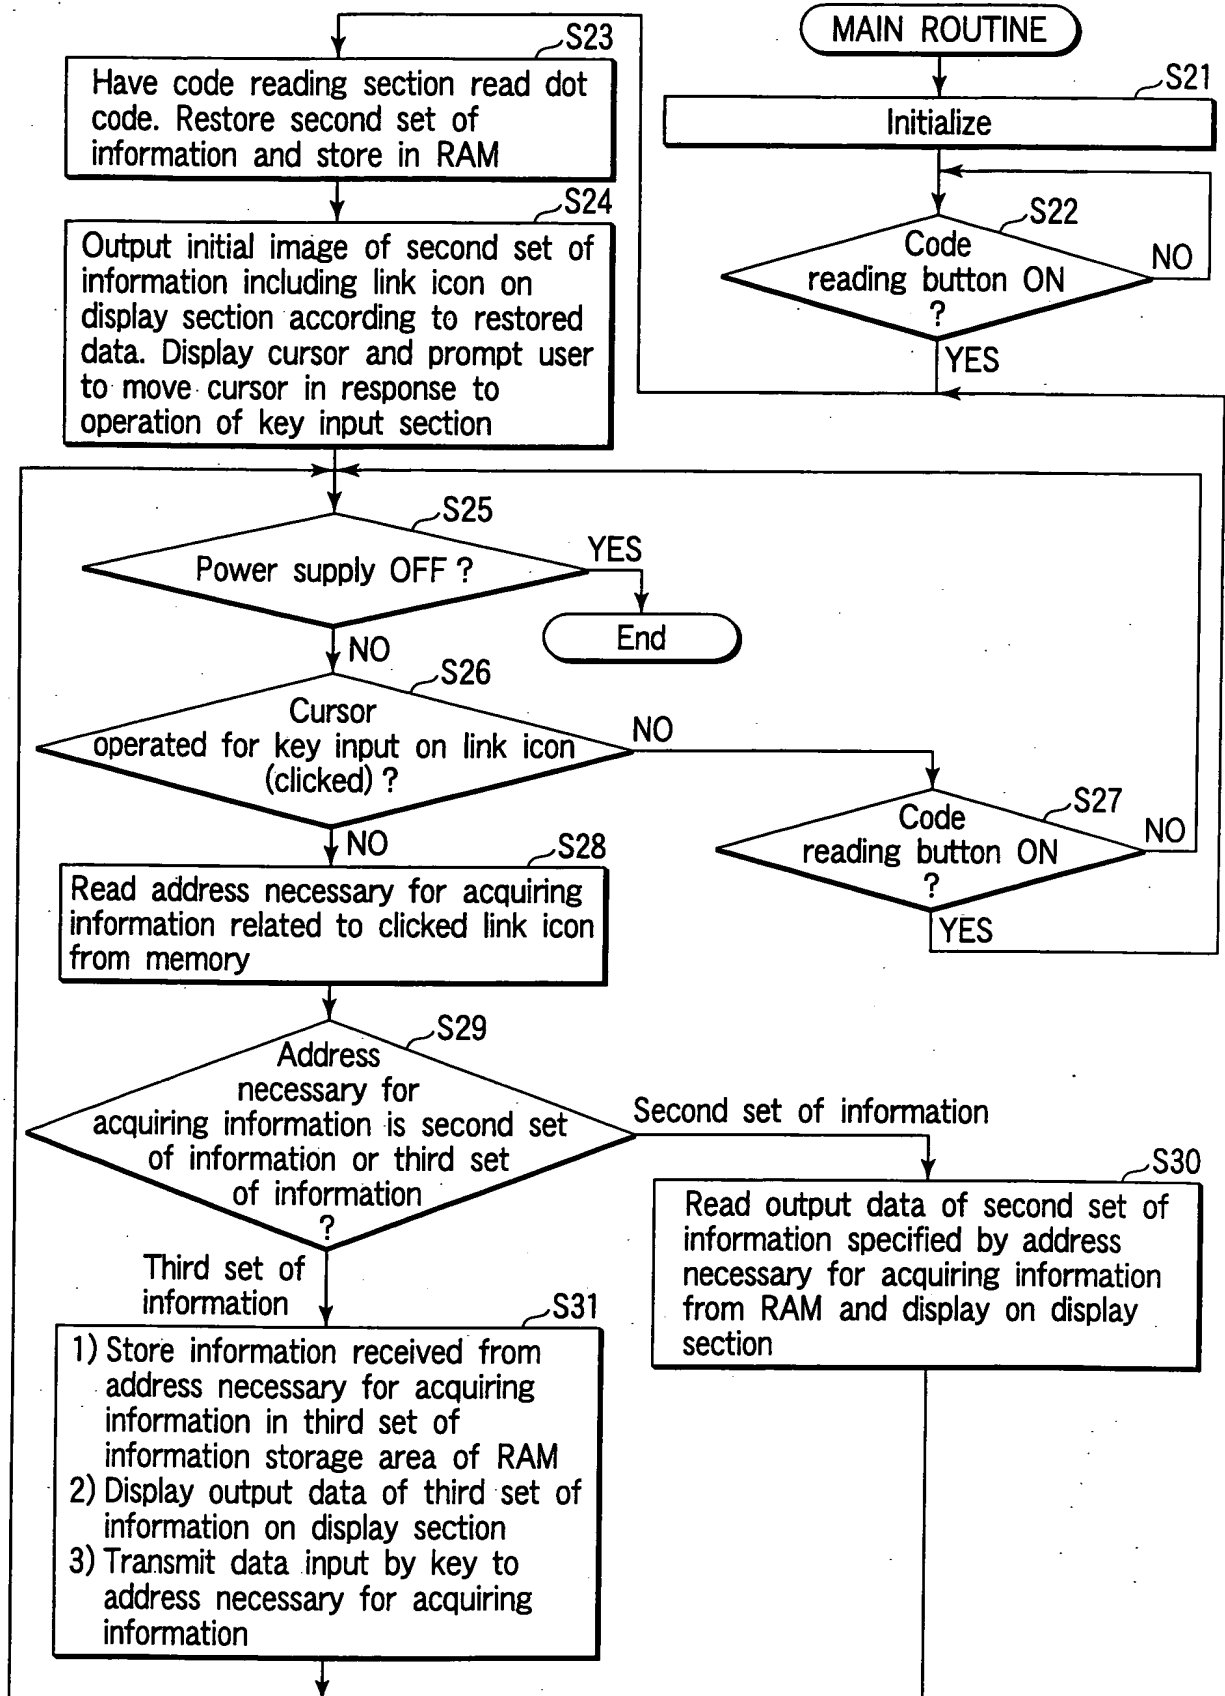 MAIN ROUTINE
S21
Initialize
S22
Code
reading button ON
?
NO
YES
S23
Have code reading section read dot
code. Restore second set of
information and store in RAM
S24
Output initial image of second set of
information including link icon on
display section according to restored
data. Display cursor and prompt user
to move cursor in response to
operation of key input section
S25
Power supply OFF ?
YES
End
NO
S26
Cursor
operated for key input on link icon
(clicked) ?
NO
S27
Code
reading button ON
?
NO
YES
NO
S28
Read address necessary for acquiring
information related to clicked link icon
from memory
S29
Address
necessary for
acquiring information is second set
of information or third set
of information
?
Second set of information
S30
Read output data of second set of
information specified by address
necessary for acquiring information
from RAM and display on display
section
Third set of
information
S31
1) Store information received from
address necessary for acquiring
information in third set of
information storage area of RAM
2) Display output data of third set of
information on display section
3) Transmit data input by key to
address necessary for acquiring
information